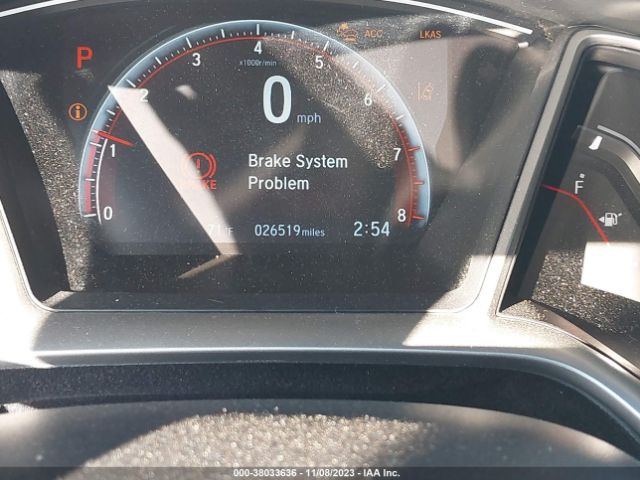 ACC
LKAS
P
x1000r/min
0 1 2 3 4 5 6 7 8
0 mph
Brake System
Problem
BRAKE
71°F
026519 miles
2:54
F
000-38033636 - 11/08/2023 - IAA Inc.